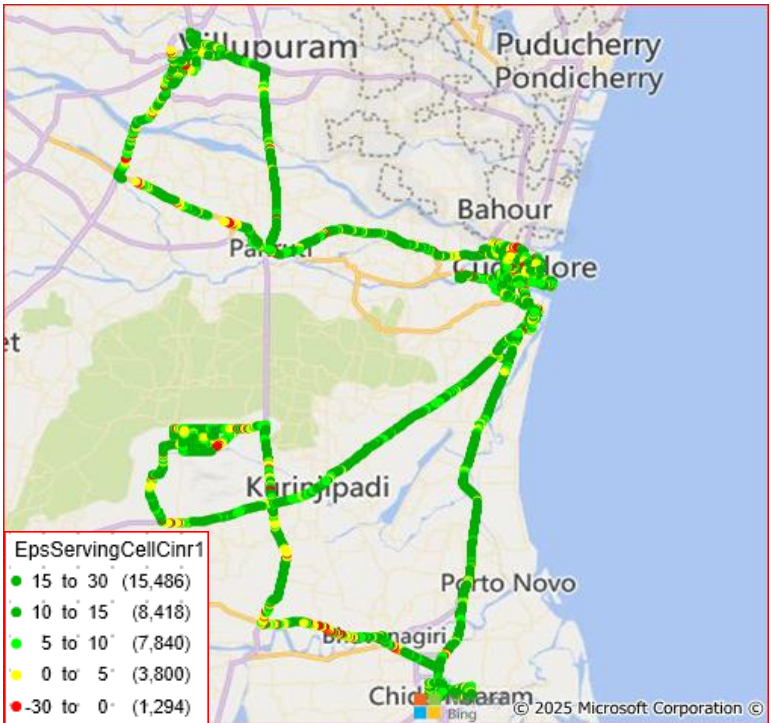 Villupuram
Puducherry
Pondicherry
Bahour
Cuddalore
et
Kurinjipadi
EpsServingCellCinr1
15 to 30 (15,486)
10 to 15 (8,418)
5 to 10 (7,840)
0 to 5 (3,800)
-30 to 0 (1,294)
Porto Novo
© 2025 Microsoft Corporation ©
Bing